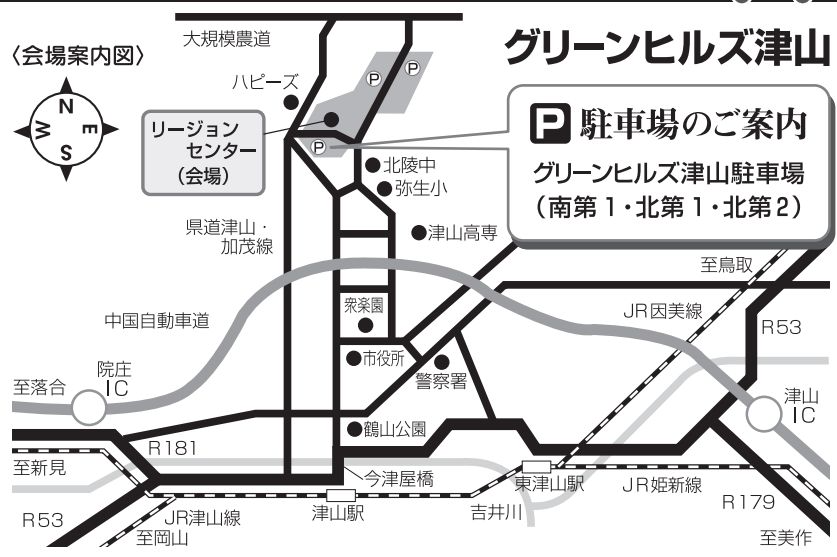 〈会場案内図〉
グリーンヒルズ津山
大規模農道
ハピーズ
P
P
N
E
S
W
リージョン
センター
(会場)
P
P 駐車場のご案内
グリーンヒルズ津山駐車場
(南第1・北第1・北第2)
北陵中
弥生小
津山高専
県道津山・
加茂線
至鳥取
中国自動車道
衆楽園
JR因美線
R53
市役所
警察署
院庄
IC
至落合
津山
IC
鶴山公園
R181
至新見
今津屋橋
東津山駅
JR姫新線
R179
R53
JR津山線
津山駅
吉井川
至岡山
至美作